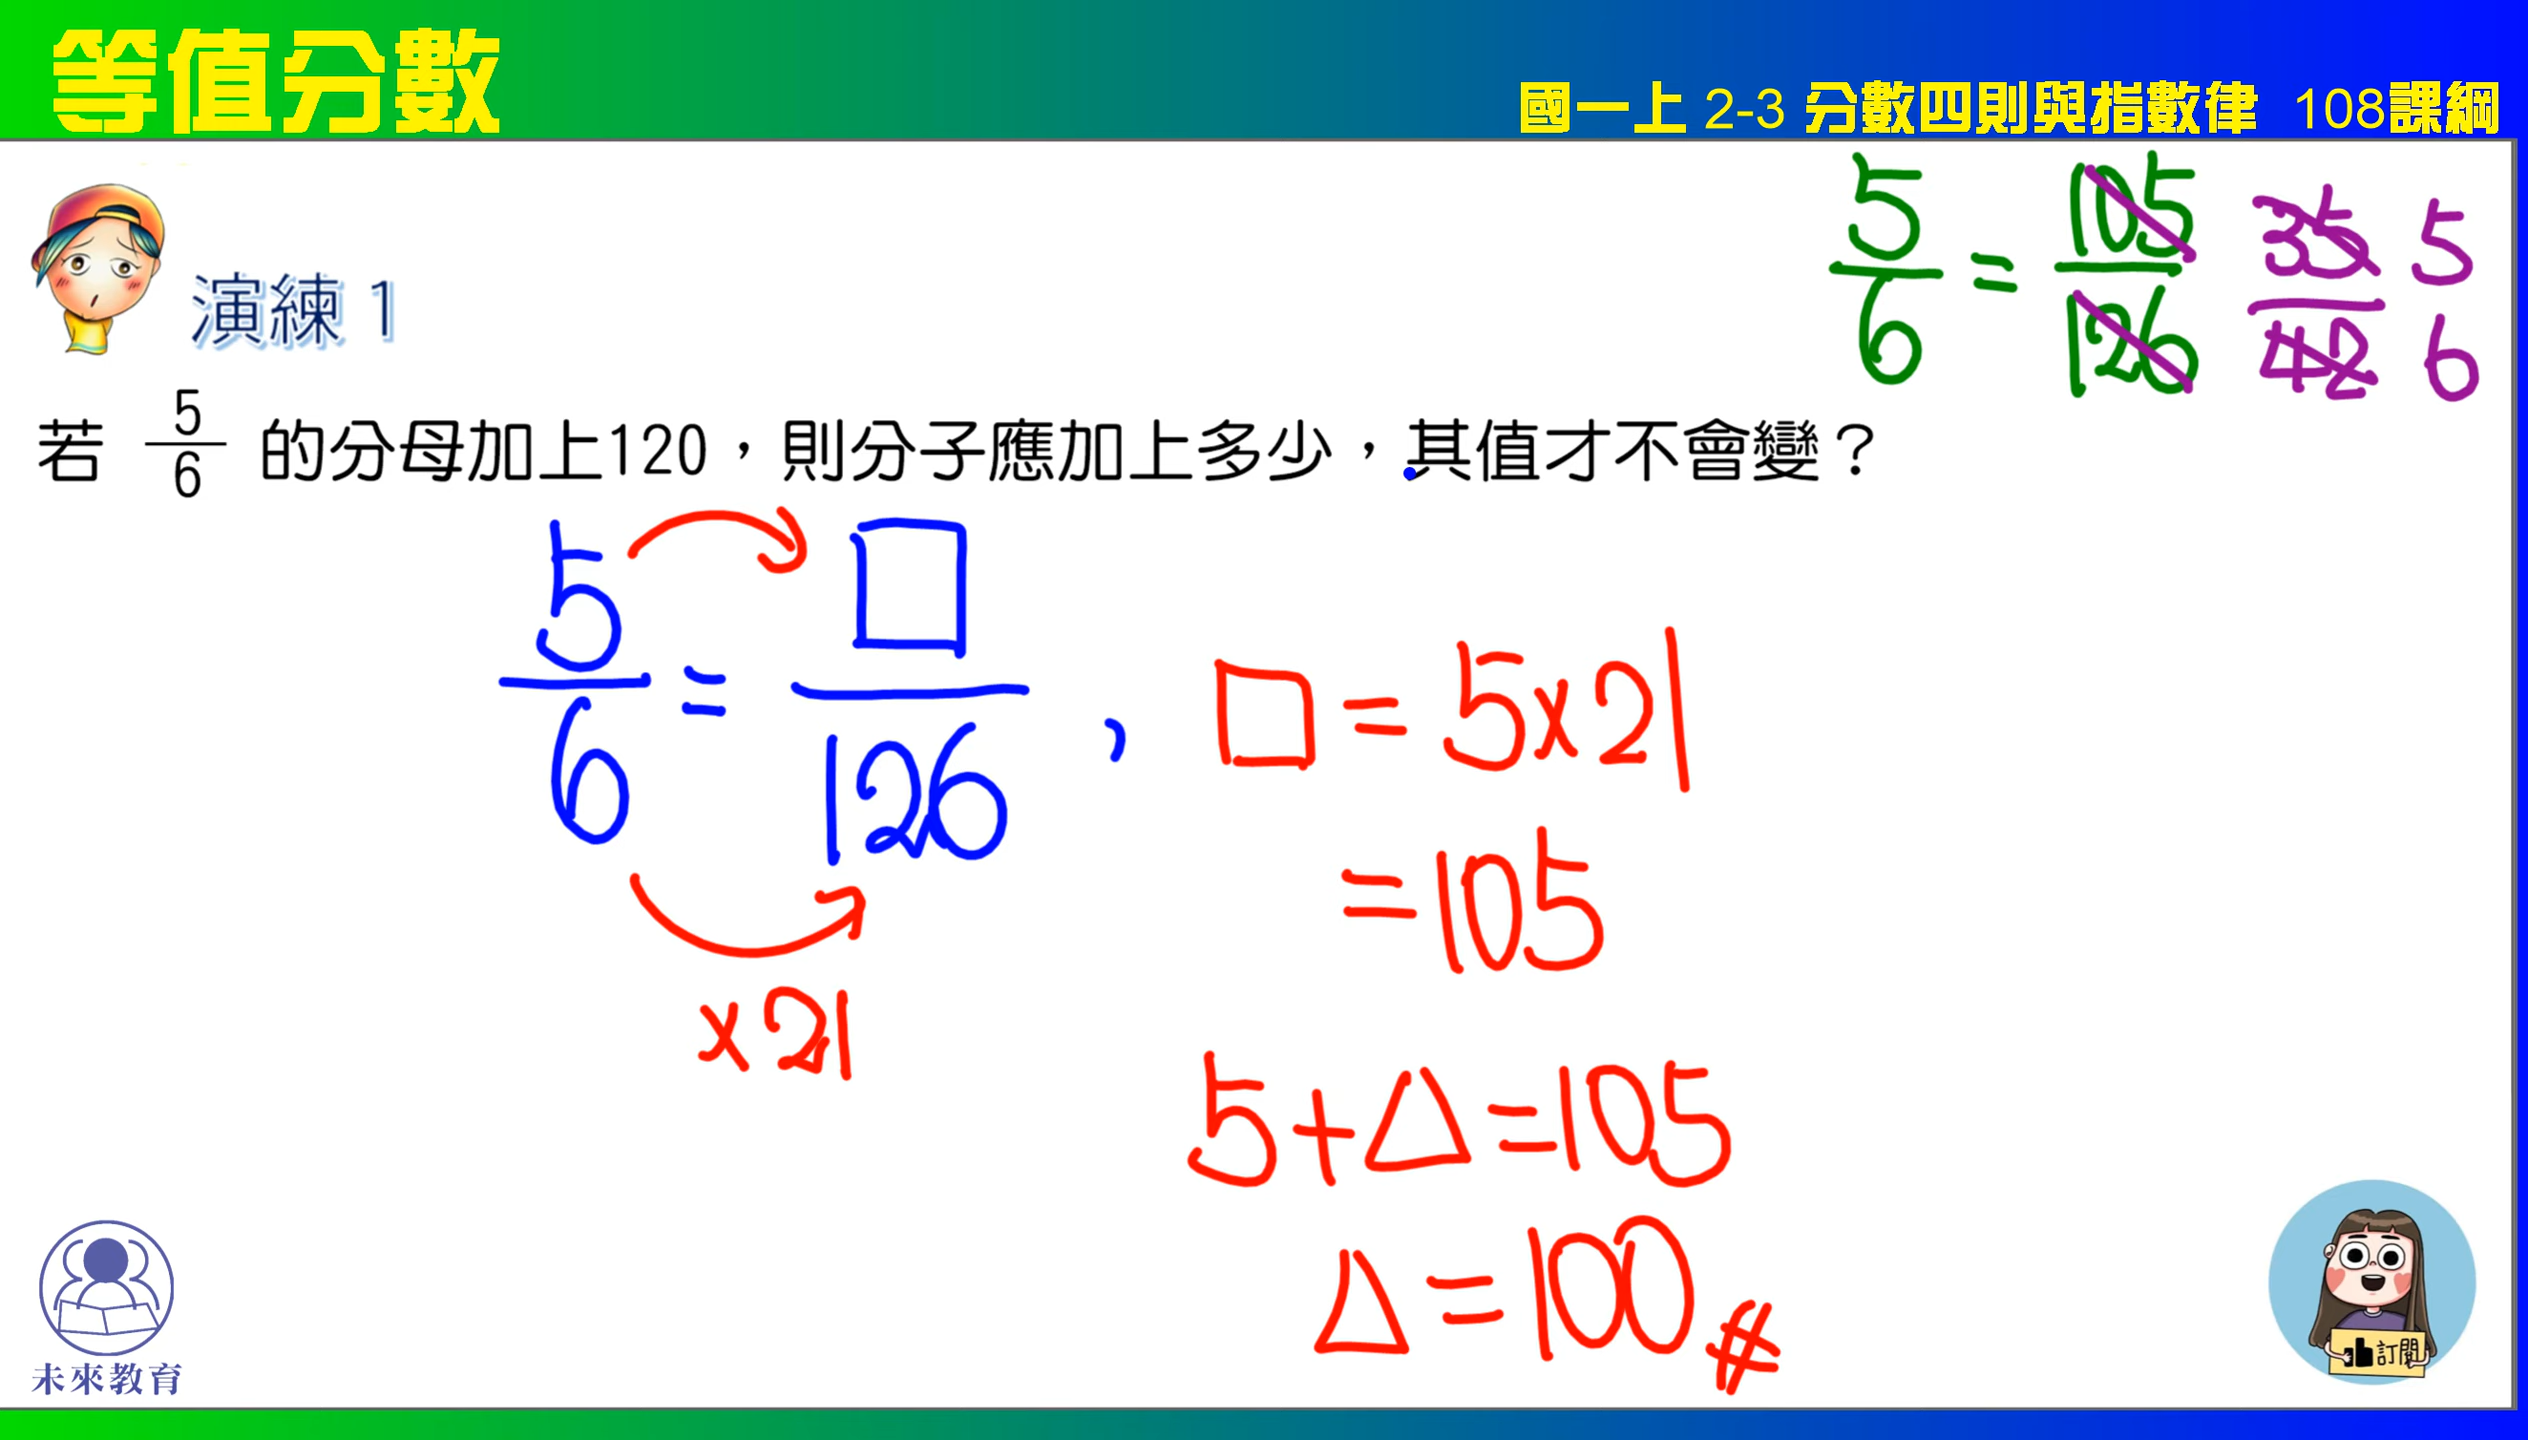 等值分數
國一上 2-3 分數四則與指數律 108課綱
5/6 = 105/126 35/42 5/6
演練 1
若 5/6 的分母加上120，則分子應加上多少，其值才不會變？
5/6 = □/126 , □ = 5×21
= 105
×21
5+△=105
△=100#
未來教育
訂閱